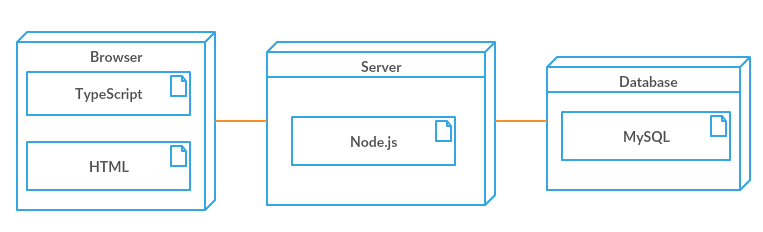 Browser
TypeScript
HTML
Server
Node.js
Database
MySQL